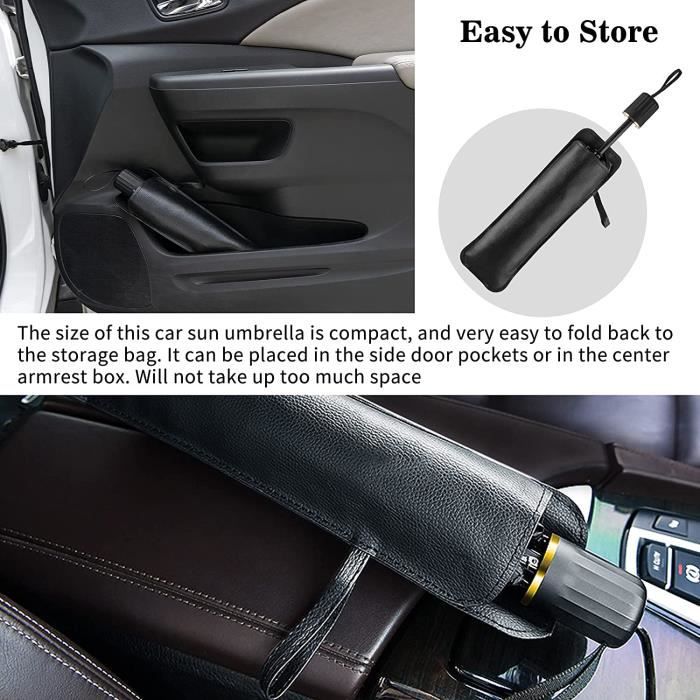 Easy to Store
The size of this car sun umbrella is compact, and very easy to fold back to
the storage bag. It can be placed in the side door pockets or in the center
armrest box. Will not take up too much space